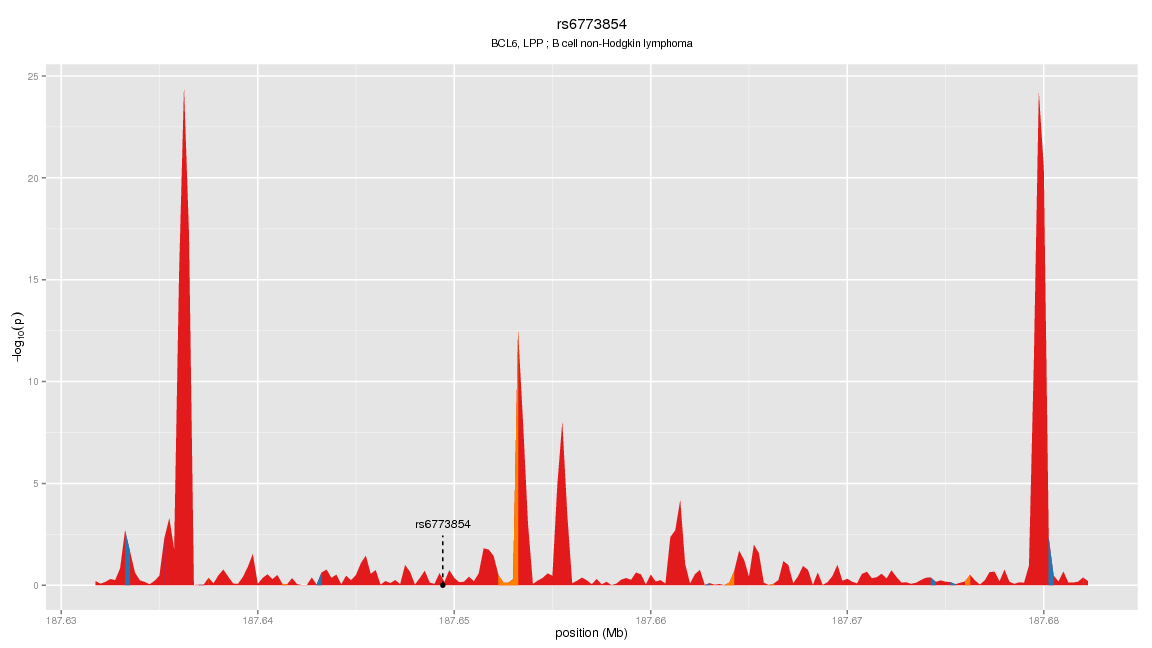 rs6773854
BCL6, LPP ; B cell non-Hodgkin lymphoma
25
20
15
10
5
0
−log10(p)
rs6773854
187.63 187.64 187.65 187.66 187.67 187.68
position (Mb)